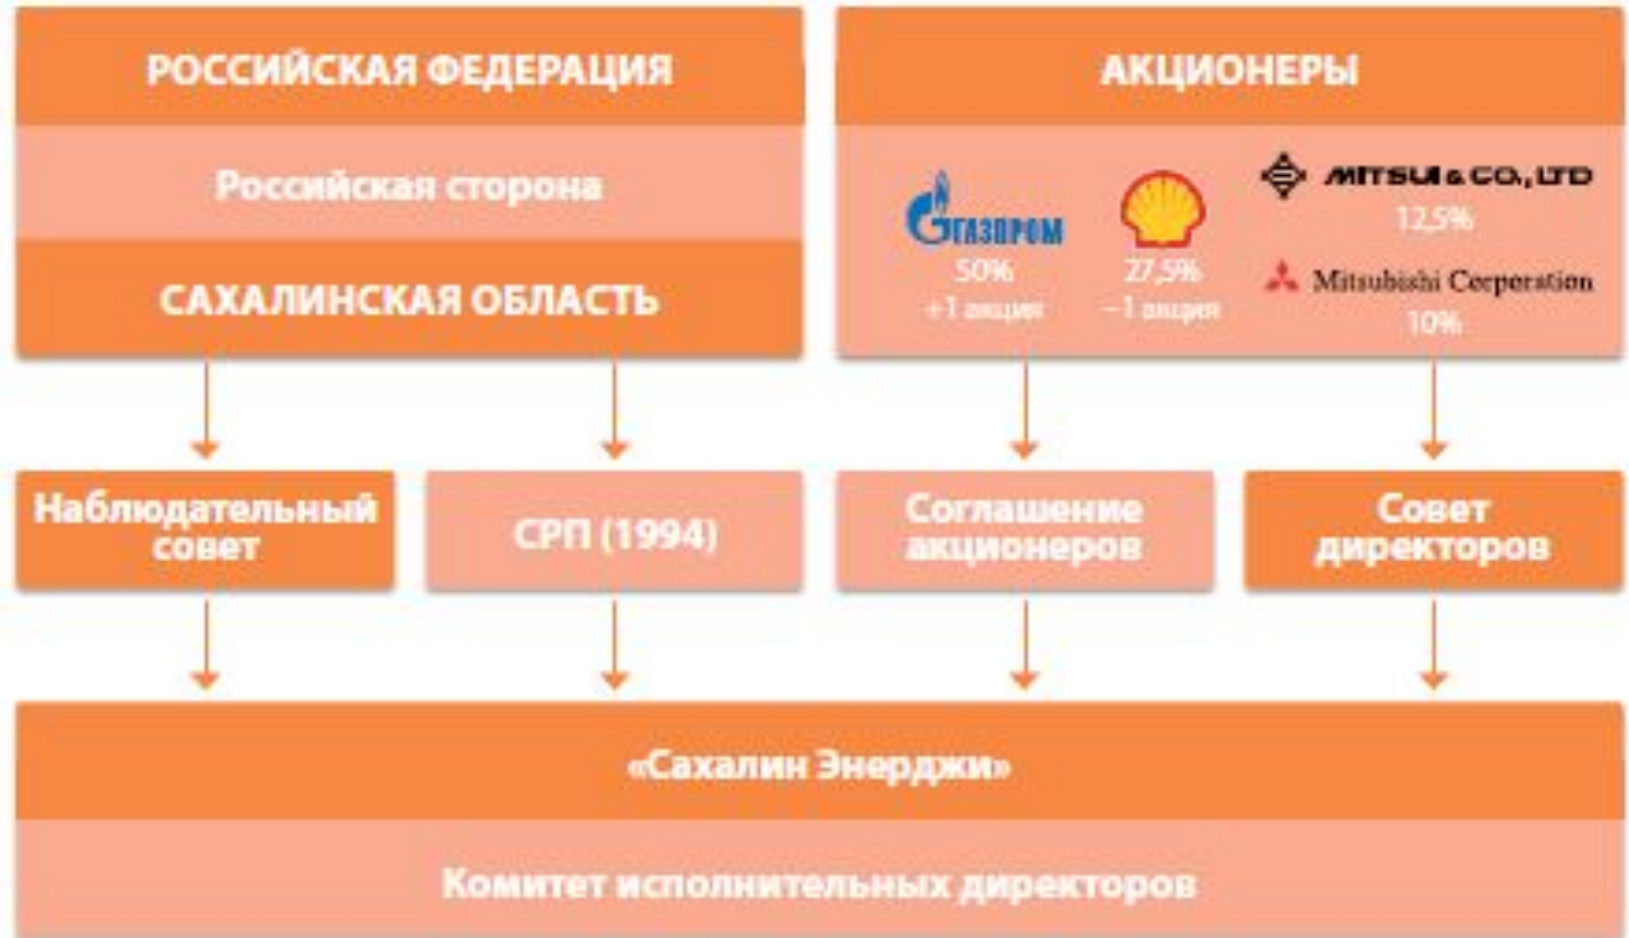 РОССИЙСКАЯ ФЕДЕРАЦИЯ
Российская сторона
САХАЛИНСКАЯ ОБЛАСТЬ
АКЦИОНЕРЫ
ГАЗПРОМ
50%
+1 акция
27,5%
–1 акция
MITSUI & CO., LTD
12,5%
Mitsubishi Corporation
10%
Наблюдательный
совет
СРП (1994)
Соглашение
акционеров
Совет
директоров
«Сахалин Энерджи»
Комитет исполнительных директоров